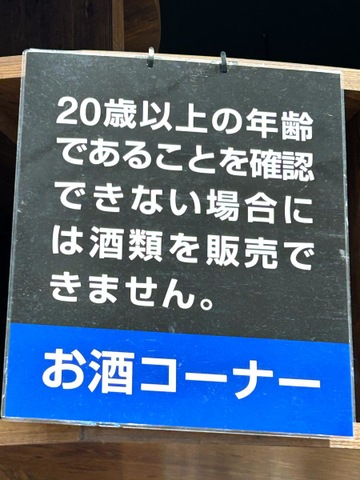 20歳以上の年齢
であることを確認
できない場合に
は酒類を販売で
きません。
お酒コーナー